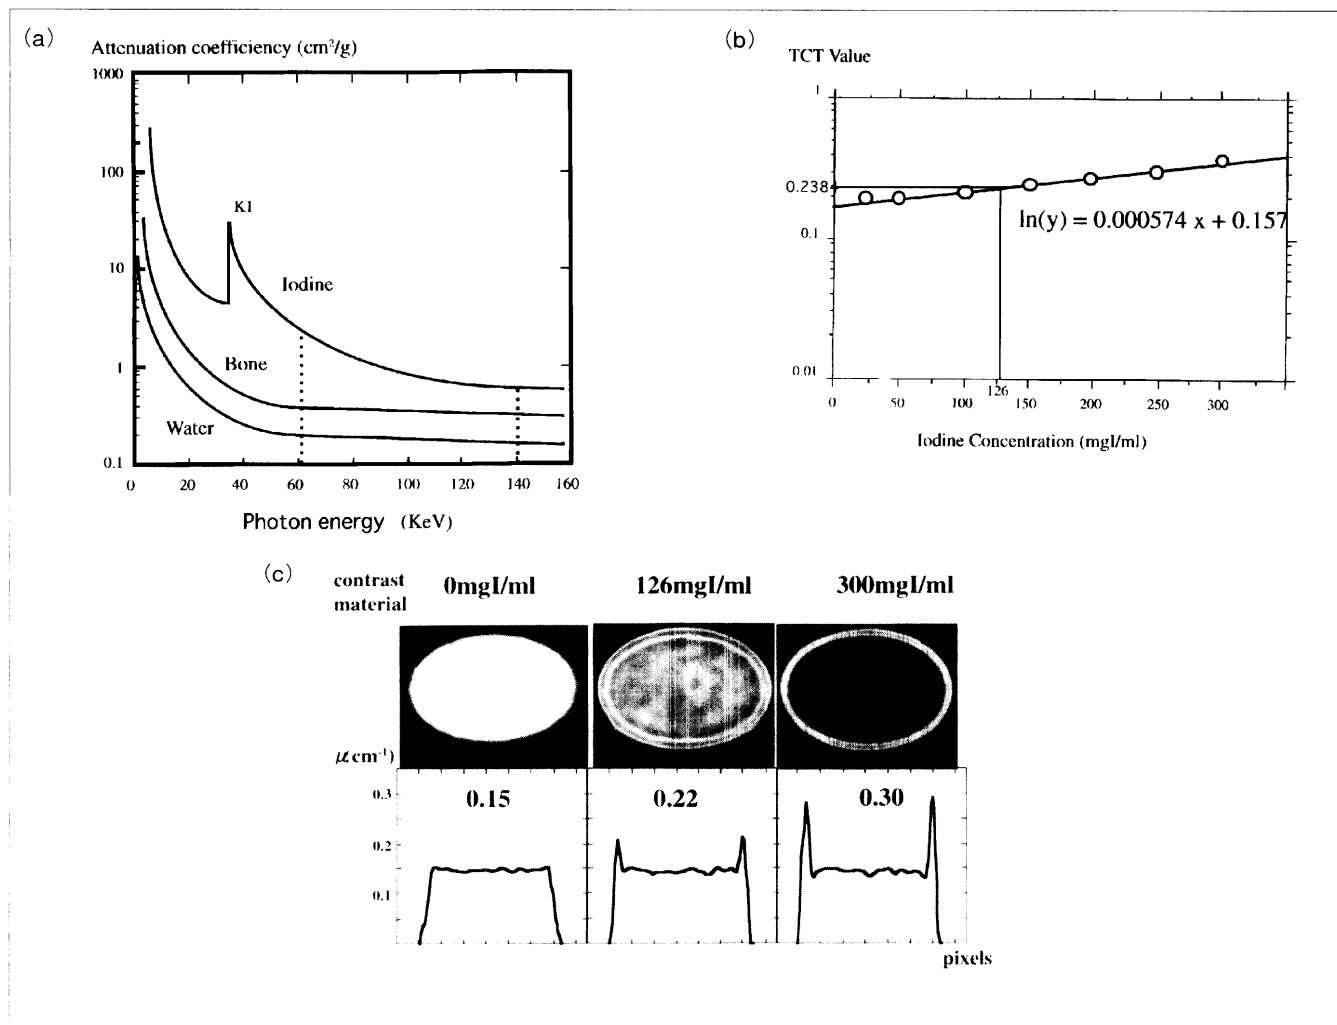 (a)
Attenuation coefficiency (cm²/g)
1000
100
10
1
0.1
K1
Iodine
Bone
Water
0 20 40 60 80 100 120 140 160
Photon energy (KeV)
(b)
TCT Value
1
0.238
0.1
0.01
ln(y) = 0.000574 x + 0.157
0 50 100 126 150 200 250 300
Iodine Concentration (mgI/ml)
(c)
contrast material
0mgI/ml 126mgI/ml 300mgI/ml
μcm⁻¹)
0.3
0.2
0.1
0.15 0.22 0.30
pixels